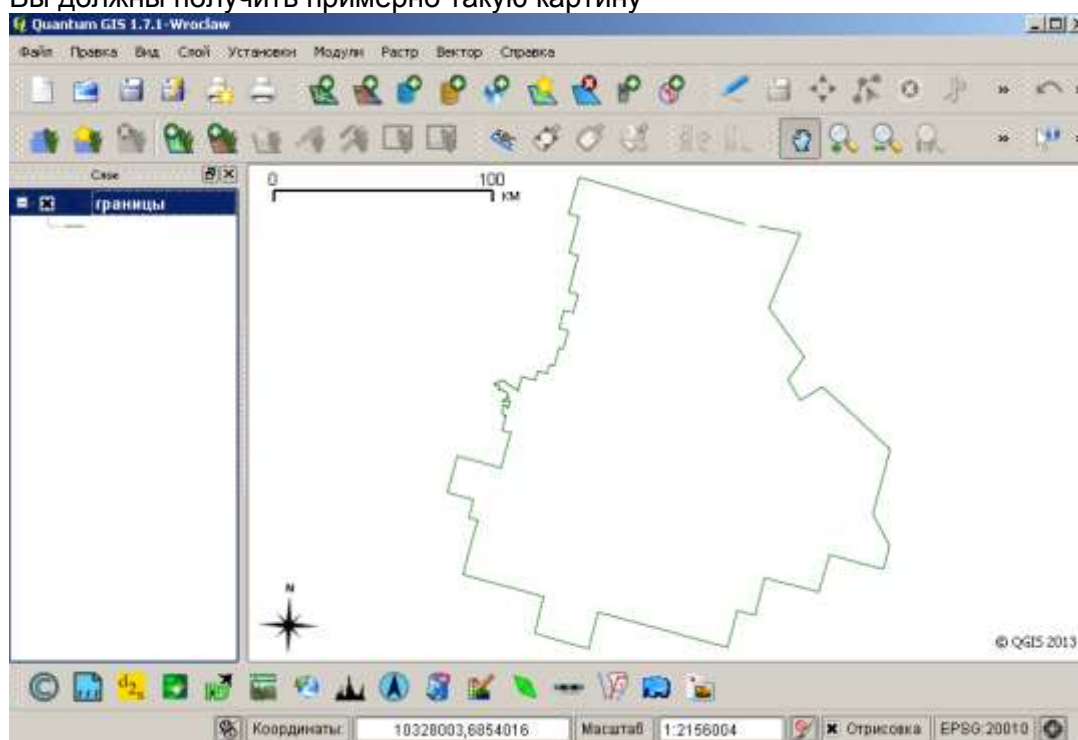 Вы должны получить примерно такую картину
Quantum GIS 1.7.1-Wroclaw
Файл Правка Вид Слой Установки Модули Растр Вектор Справка
Слои
границы
0 100
км
N
© QGIS 2013
Координаты: 10328003,6854016 Масштаб 1:2156004 Отрисовка EPSG:20010